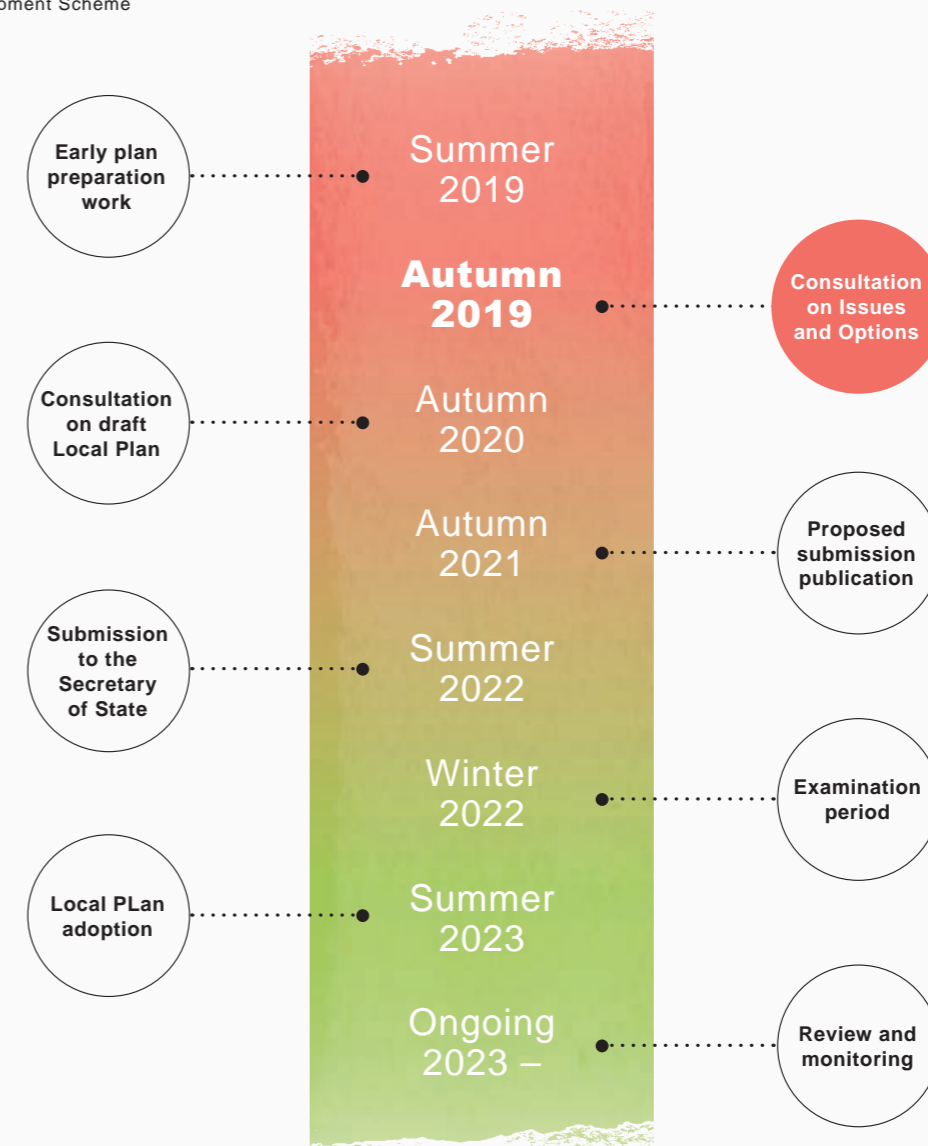 Scheme
Early plan
preparation
work
Summer
2019
Autumn
2019
Consultation
on Issues
and Options
Consultation
on draft
Local Plan
Autumn
2020
Autumn
2021
Proposed
submission
publication
Submission
to the
Secretary
of State
Summer
2022
Winter
2022
Examination
period
Local PLan
adoption
Summer
2023
Ongoing
2023 –
Review and
monitoring